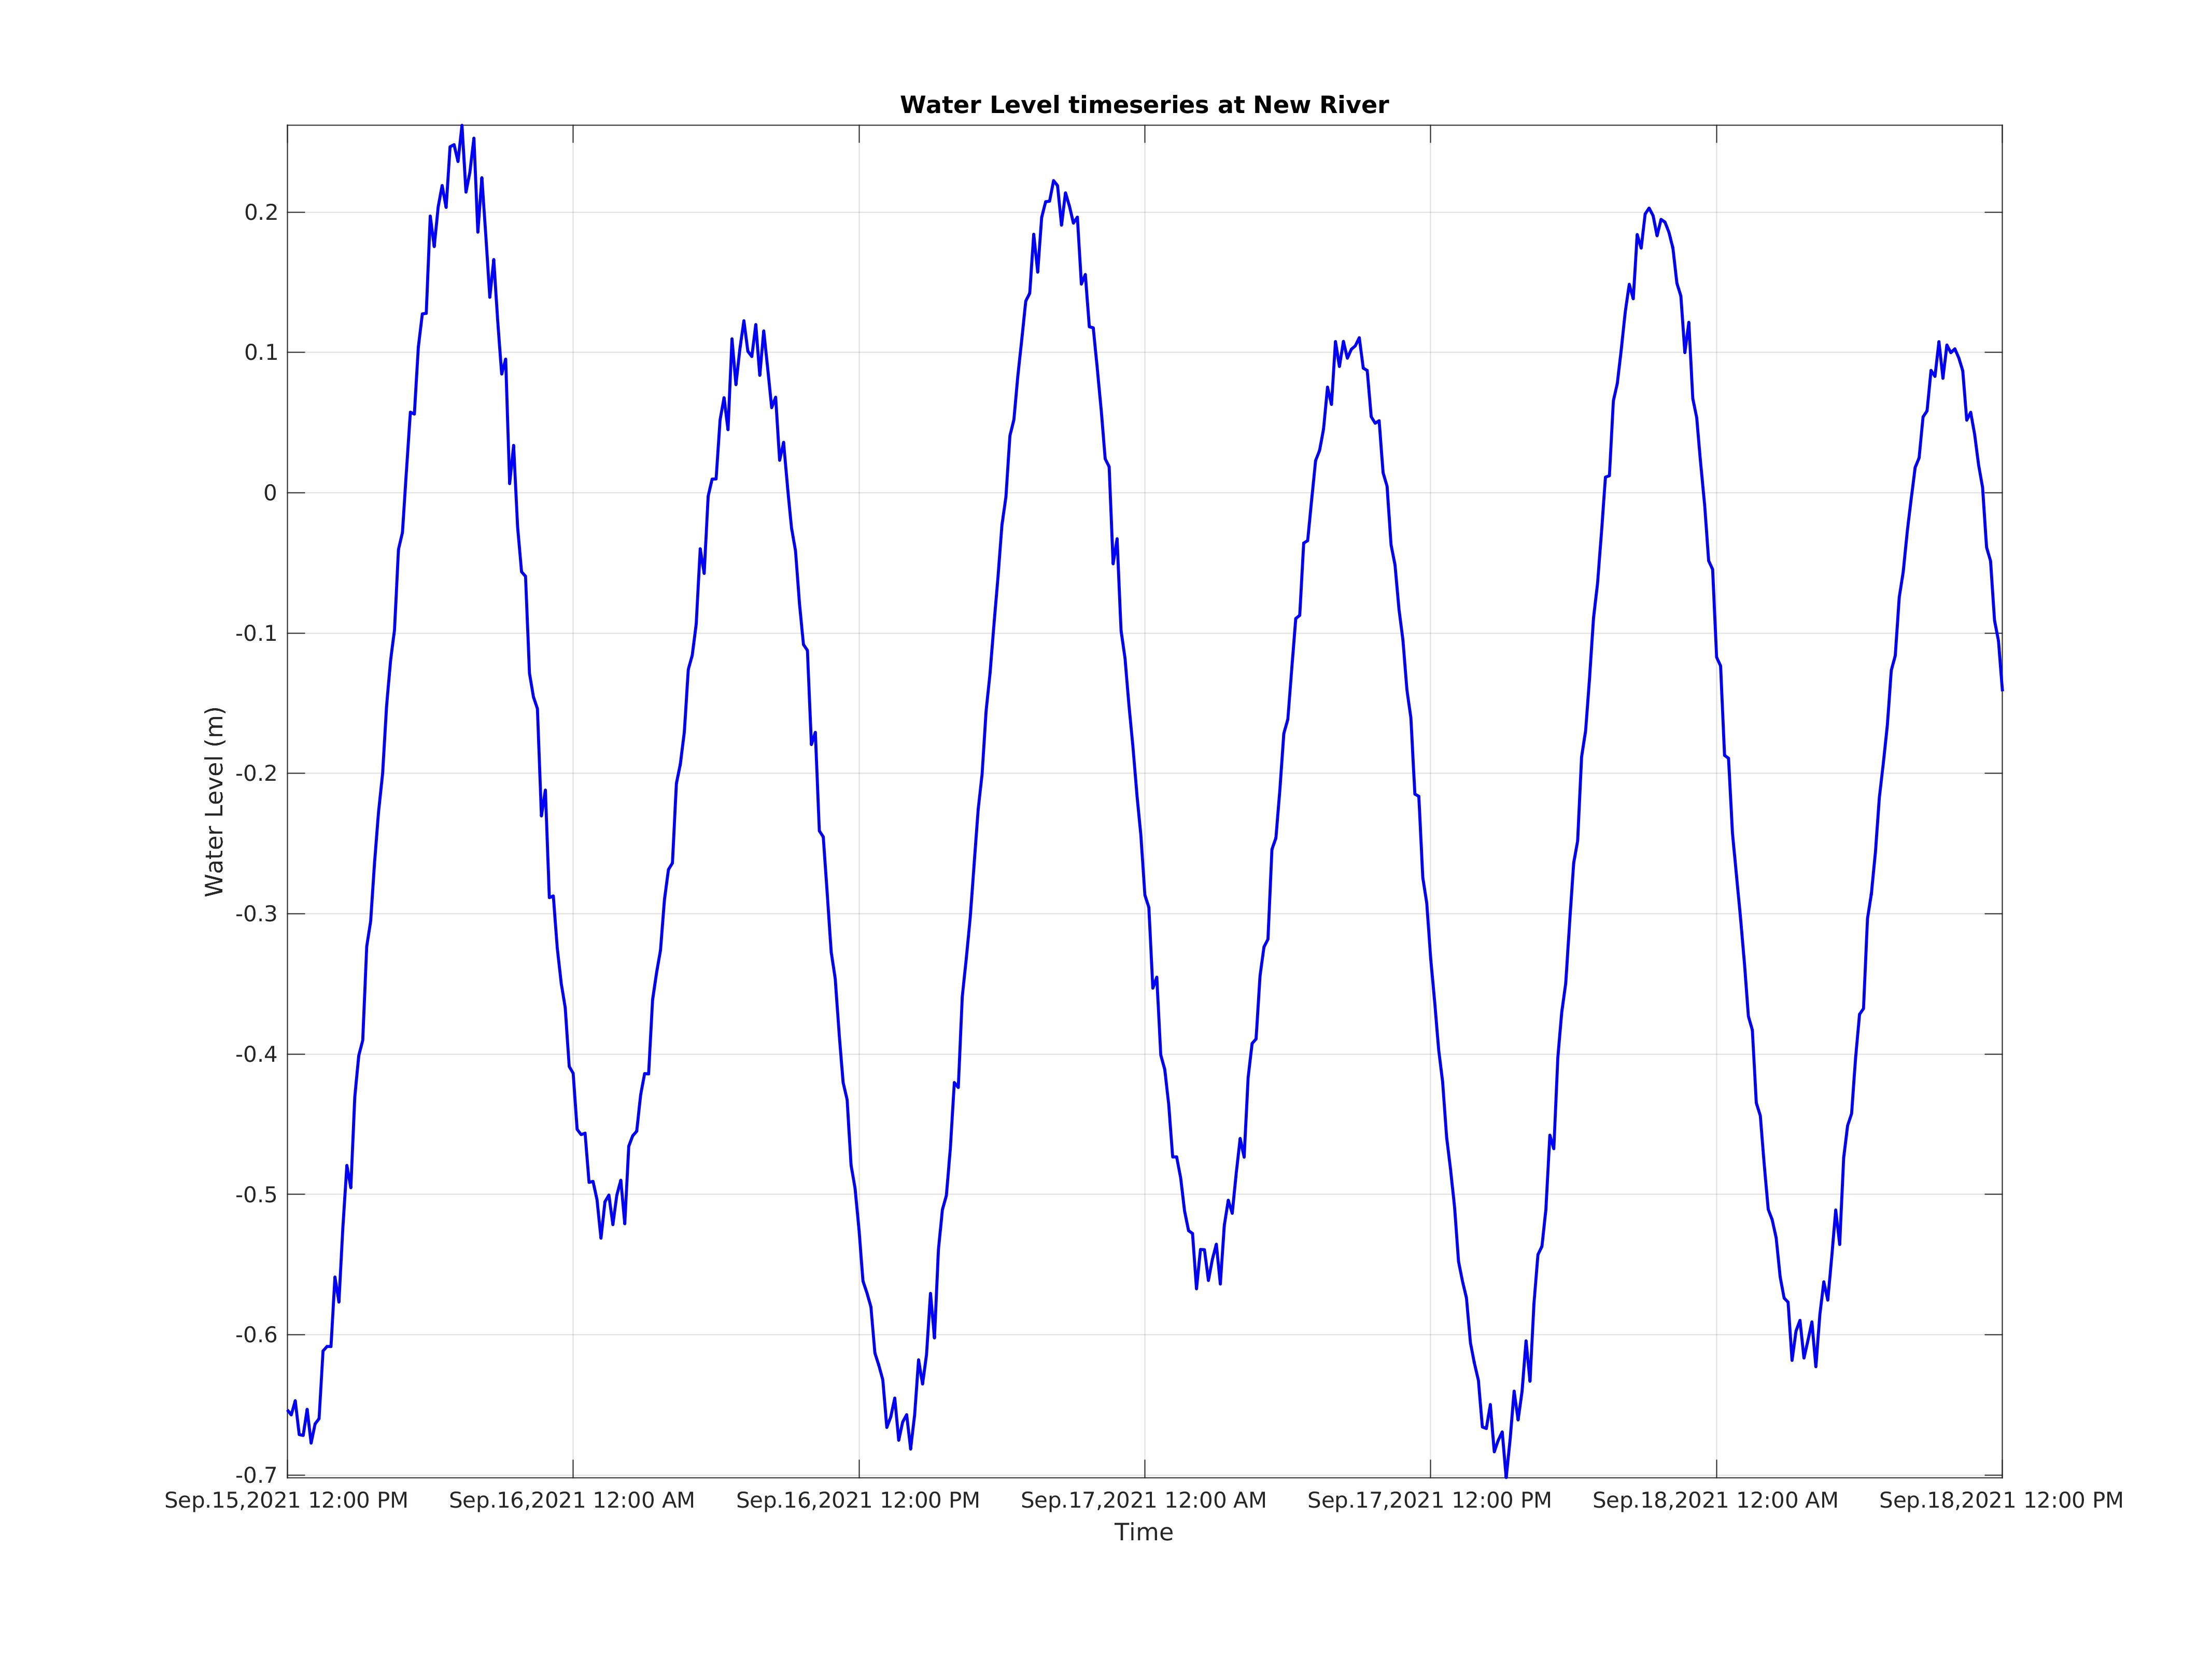 Water Level timeseries at New River
0.2
0.1
0
-0.1
-0.2
-0.3
-0.4
-0.5
-0.6
-0.7
Water Level (m)
Sep.15,2021 12:00 PM
Sep.16,2021 12:00 AM
Sep.16,2021 12:00 PM
Sep.17,2021 12:00 AM
Sep.17,2021 12:00 PM
Sep.18,2021 12:00 AM
Sep.18,2021 12:00 PM
Time